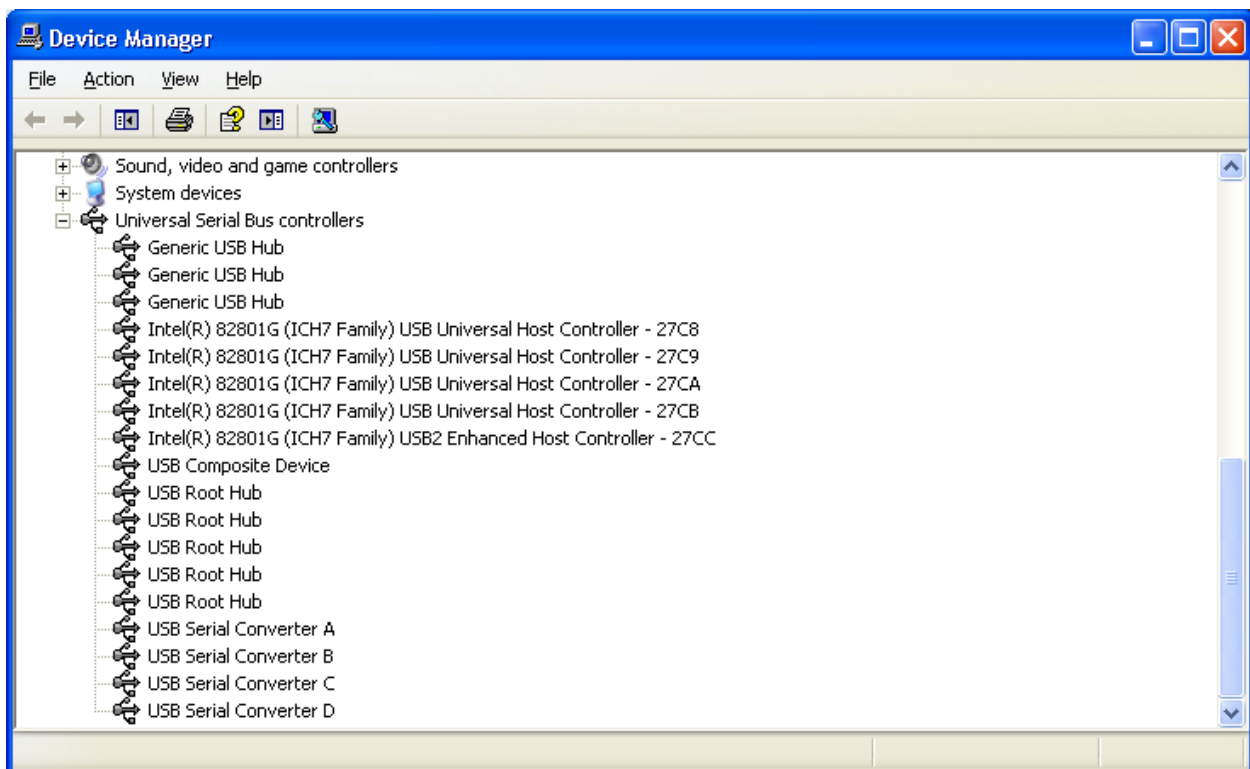 Device Manager
File Action View Help
Sound, video and game controllers
System devices
Universal Serial Bus controllers
Generic USB Hub
Generic USB Hub
Generic USB Hub
Intel(R) 82801G (ICH7 Family) USB Universal Host Controller - 27C8
Intel(R) 82801G (ICH7 Family) USB Universal Host Controller - 27C9
Intel(R) 82801G (ICH7 Family) USB Universal Host Controller - 27CA
Intel(R) 82801G (ICH7 Family) USB Universal Host Controller - 27CB
Intel(R) 82801G (ICH7 Family) USB2 Enhanced Host Controller - 27CC
USB Composite Device
USB Root Hub
USB Root Hub
USB Root Hub
USB Root Hub
USB Root Hub
USB Serial Converter A
USB Serial Converter B
USB Serial Converter C
USB Serial Converter D